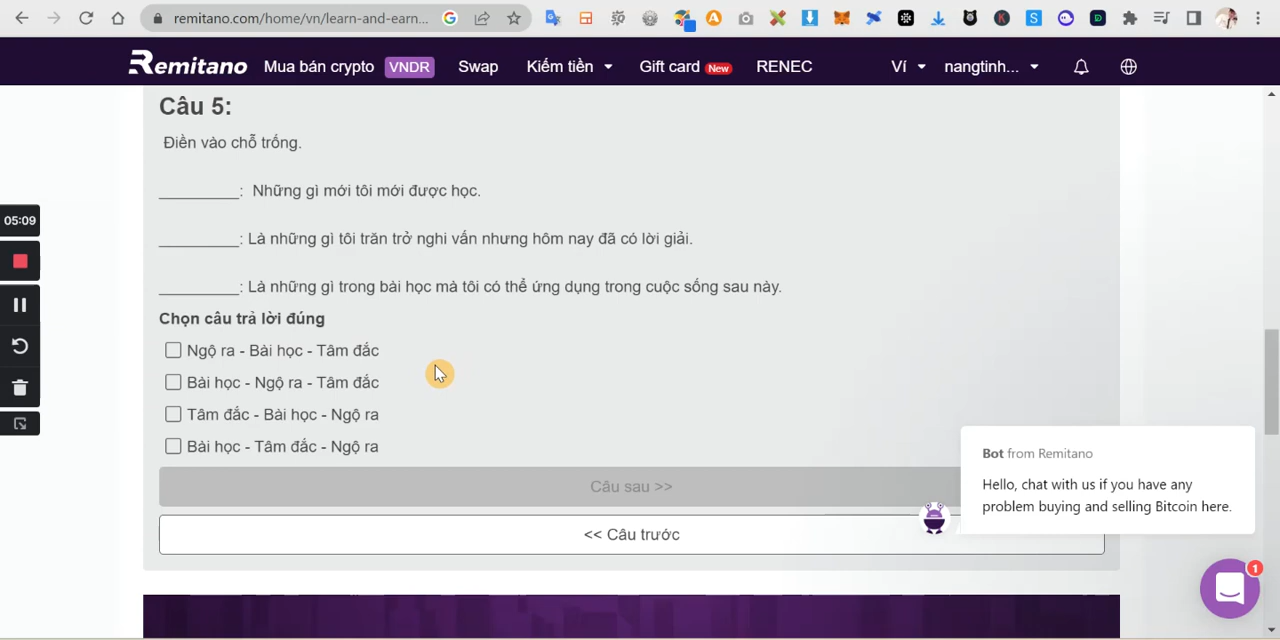 remitano.com/home/vn/learn-and-earn...
Remitano Mua bán crypto VNDR Swap Kiếm tiền Gift card New RENEC Ví nangtinh...
Câu 5:
Điền vào chỗ trống.
__________: Những gì mới tôi mới được học.
__________: Là những gì tôi trăn trở nghi vấn nhưng hôm nay đã có lời giải.
__________: Là những gì trong bài học mà tôi có thể ứng dụng trong cuộc sống sau này.
Chọn câu trả lời đúng
Ngộ ra - Bài học - Tâm đắc
Bài học - Ngộ ra - Tâm đắc
Tâm đắc - Bài học - Ngộ ra
Bài học - Tâm đắc - Ngộ ra
Câu sau >>
<< Câu trước
05:09
Bot from Remitano
Hello, chat with us if you have any
problem buying and selling Bitcoin here.
1